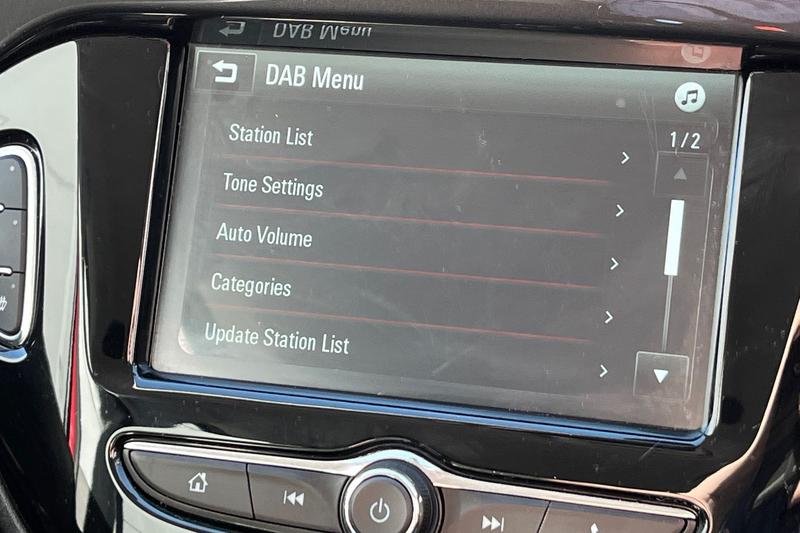 DAB Menu
DAB Menu
1/2
Station List
Tone Settings
Auto Volume
Categories
Update Station List